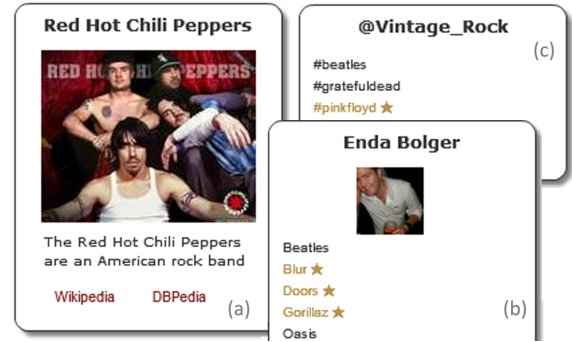 Red Hot Chili Peppers
RED HOT CHILI PEPPERS
The Red Hot Chili Peppers
are an American rock band
Wikipedia DBPedia
(a)
@Vintage_Rock
(c)
#beatles
#gratefuldead
#pinkfloyd
Enda Bolger
Beatles
Blur
Doors
Gorillaz
Oasis
(b)